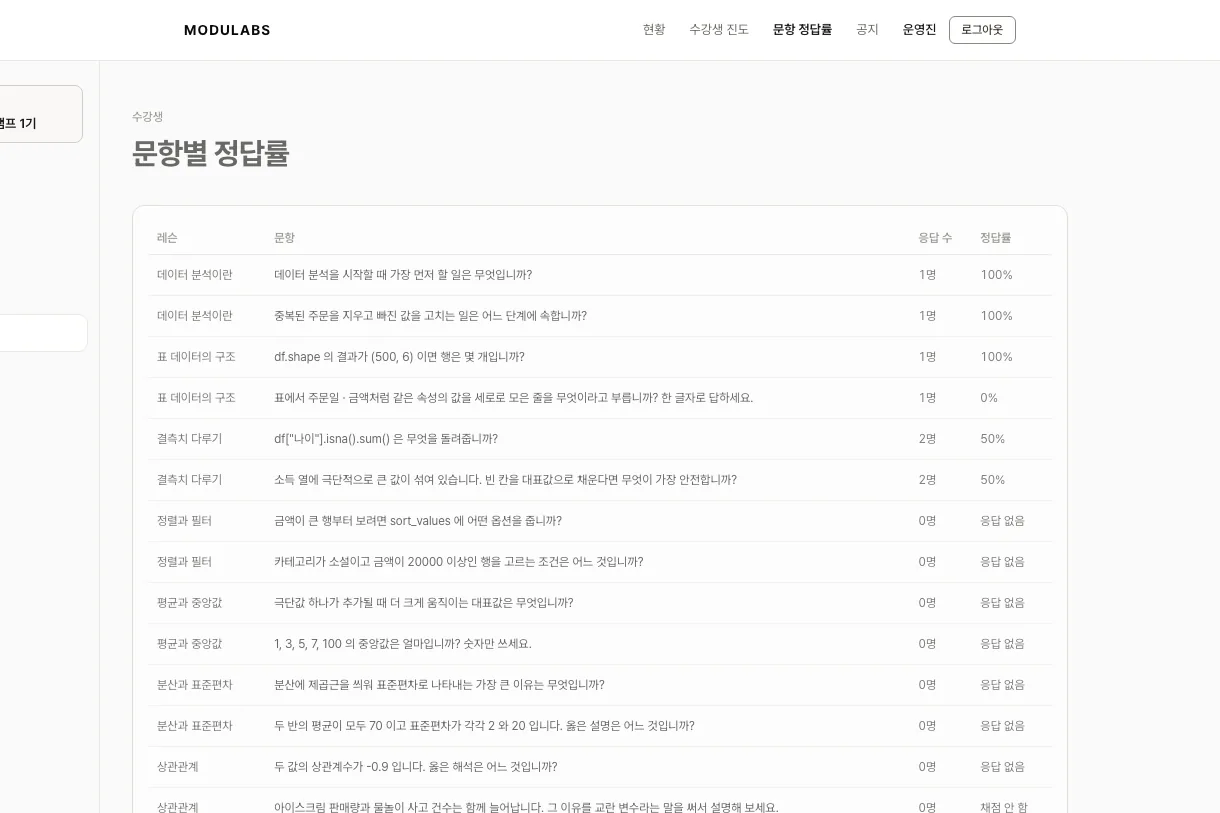 MODULABS
현황
수강생 진도
문항 정답률
공지
운영진
로그아웃
캠프 1기
수강생
문항별 정답률
레슨 문항 응답 수 정답률
데이터 분석이란 데이터 분석을 시작할 때 가장 먼저 할 일은 무엇입니까? 1명 100%
데이터 분석이란 중복된 주문을 지우고 빠진 값을 고치는 일은 어느 단계에 속합니까? 1명 100%
표 데이터의 구조 df.shape 의 결과가 (500, 6) 이면 행은 몇 개입니까? 1명 100%
표 데이터의 구조 표에서 주문일 · 금액처럼 같은 속성의 값을 세로로 모은 줄을 무엇이라고 부릅니까? 한 글자로 답하세요. 1명 0%
결측치 다루기 df["나이"].isna().sum() 은 무엇을 돌려줍니까? 2명 50%
결측치 다루기 소득 열에 극단적으로 큰 값이 섞여 있습니다. 빈 칸을 대표값으로 채운다면 무엇이 가장 안전합니까? 2명 50%
정렬과 필터 금액이 큰 행부터 보려면 sort_values 에 어떤 옵션을 줍니까? 0명 응답 없음
정렬과 필터 카테고리가 소설이고 금액이 20000 이상인 행을 고르는 조건은 어느 것입니까? 0명 응답 없음
평균과 중앙값 극단값 하나가 추가될 때 더 크게 움직이는 대표값은 무엇입니까? 0명 응답 없음
평균과 중앙값 1, 3, 5, 7, 100 의 중앙값은 얼마입니까? 숫자만 쓰세요. 0명 응답 없음
분산과 표준편차 분산에 제곱근을 씌워 표준편차로 나타내는 가장 큰 이유는 무엇입니까? 0명 응답 없음
분산과 표준편차 두 반의 평균이 모두 70 이고 표준편차가 각각 2 와 20 입니다. 옳은 설명은 어느 것입니까? 0명 응답 없음
상관관계 두 값의 상관계수가 -0.9 입니다. 옳은 해석은 어느 것입니까? 0명 응답 없음
상관관계 아이스크림 판매량과 물놀이 사고 건수는 함께 늘어납니다. 그 이유를 교란 변수라는 말을 써서 설명해 보세요. 0명 채점 안 함